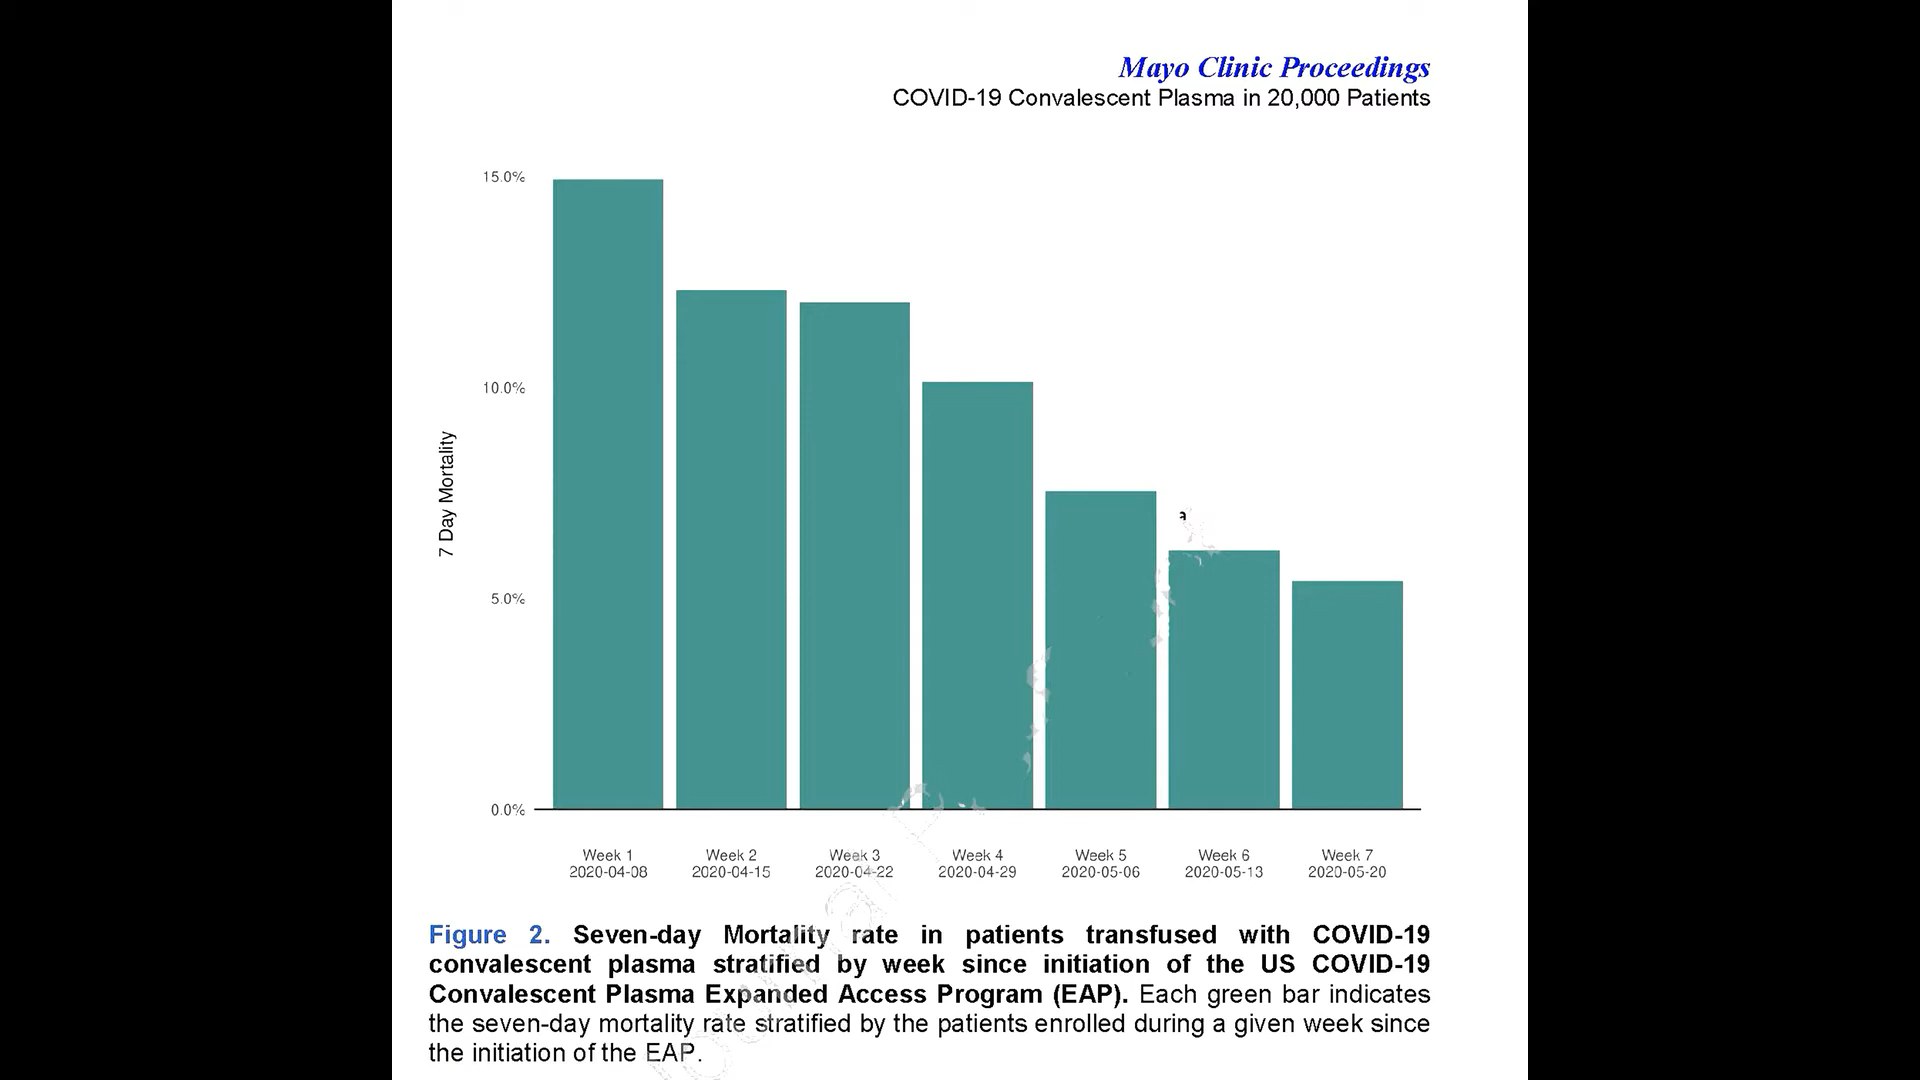 Mayo Clinic Proceedings
COVID-19 Convalescent Plasma in 20,000 Patients
15.0%
10.0%
5.0%
0.0%
7 Day Mortality
a
Week 1 Week 2 Week 3 Week 4 Week 5 Week 6 Week 7
2020-04-08 2020-04-15 2020-04-22 2020-04-29 2020-05-06 2020-05-13 2020-05-20
Figure 2. Seven-day Mortality rate in patients transfused with COVID-19
convalescent plasma stratified by week since initiation of the US COVID-19
Convalescent Plasma Expanded Access Program (EAP). Each green bar indicates
the seven-day mortality rate stratified by the patients enrolled during a given week since
the initiation of the EAP.